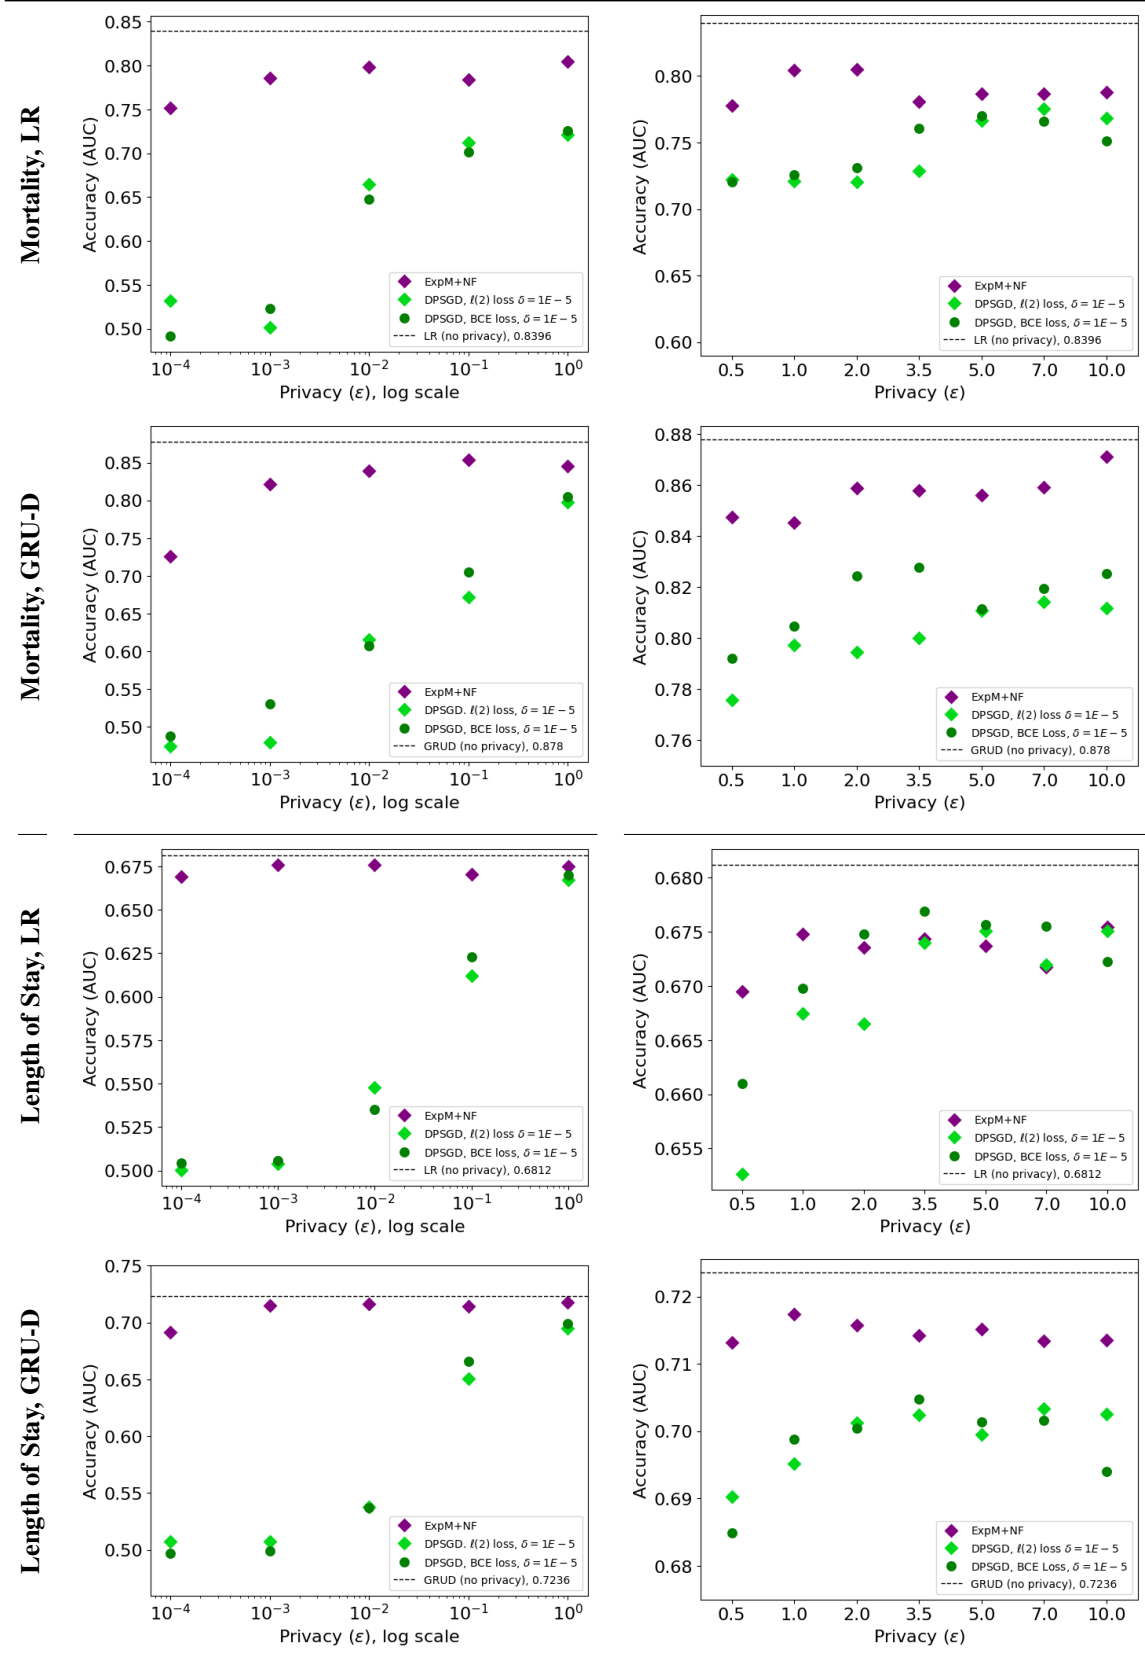 Mortality, LR
Accuracy (AUC)
0.85
0.80
0.75
0.70
0.65
0.60
0.55
0.50
ExpM+NF
DPSGD, ℓ(2) loss δ = 1E − 5
DPSGD, BCE loss, δ = 1E − 5
LR (no privacy), 0.8396
10⁻⁴ 10⁻³ 10⁻² 10⁻¹ 10⁰
Privacy (ε), log scale
Accuracy (AUC)
0.80
0.75
0.70
0.65
0.60
ExpM+NF
DPSGD, ℓ(2) loss, δ = 1E − 5
DPSGD, BCE loss, δ = 1E − 5
LR (no privacy), 0.8396
0.5 1.0 2.0 3.5 5.0 7.0 10.0
Privacy (ε)
Mortality, GRU-D
Accuracy (AUC)
0.85
0.80
0.75
0.70
0.65
0.60
0.55
0.50
ExpM+NF
DPSGD. ℓ(2) loss, δ = 1E − 5
DPSGD, BCE loss, δ = 1E − 5
GRUD (no privacy), 0.878
10⁻⁴ 10⁻³ 10⁻² 10⁻¹ 10⁰
Privacy (ε), log scale
Accuracy (AUC)
0.88
0.86
0.84
0.82
0.80
0.78
0.76
ExpM+NF
DPSGD, ℓ(2) loss δ = 1E − 5
DPSGD, BCE Loss, δ = 1E − 5
GRUD (no privacy), 0.878
0.5 1.0 2.0 3.5 5.0 7.0 10.0
Privacy (ε)
Length of Stay, LR
Accuracy (AUC)
0.675
0.650
0.625
0.600
0.575
0.550
0.525
0.500
ExpM+NF
DPSGD, ℓ(2) loss δ = 1E − 5
DPSGD, BCE loss, δ = 1E − 5
LR (no privacy), 0.6812
10⁻⁴ 10⁻³ 10⁻² 10⁻¹ 10⁰
Privacy (ε), log scale
Accuracy (AUC)
0.680
0.675
0.670
0.665
0.660
0.655
ExpM+NF
DPSGD, ℓ(2) loss, δ = 1E − 5
DPSGD, BCE loss, δ = 1E − 5
LR (no privacy), 0.6812
0.5 1.0 2.0 3.5 5.0 7.0 10.0
Privacy (ε)
Length of Stay, GRU-D
Accuracy (AUC)
0.75
0.70
0.65
0.60
0.55
0.50
ExpM+NF
DPSGD. ℓ(2) loss, δ = 1E − 5
DPSGD, BCE loss, δ = 1E − 5
GRUD (no privacy), 0.7236
10⁻⁴ 10⁻³ 10⁻² 10⁻¹ 10⁰
Privacy (ε), log scale
Accuracy (AUC)
0.72
0.71
0.70
0.69
0.68
ExpM+NF
DPSGD, ℓ(2) loss δ = 1E − 5
DPSGD, BCE Loss, δ = 1E − 5
GRUD (no privacy), 0.7236
0.5 1.0 2.0 3.5 5.0 7.0 10.0
Privacy (ε)